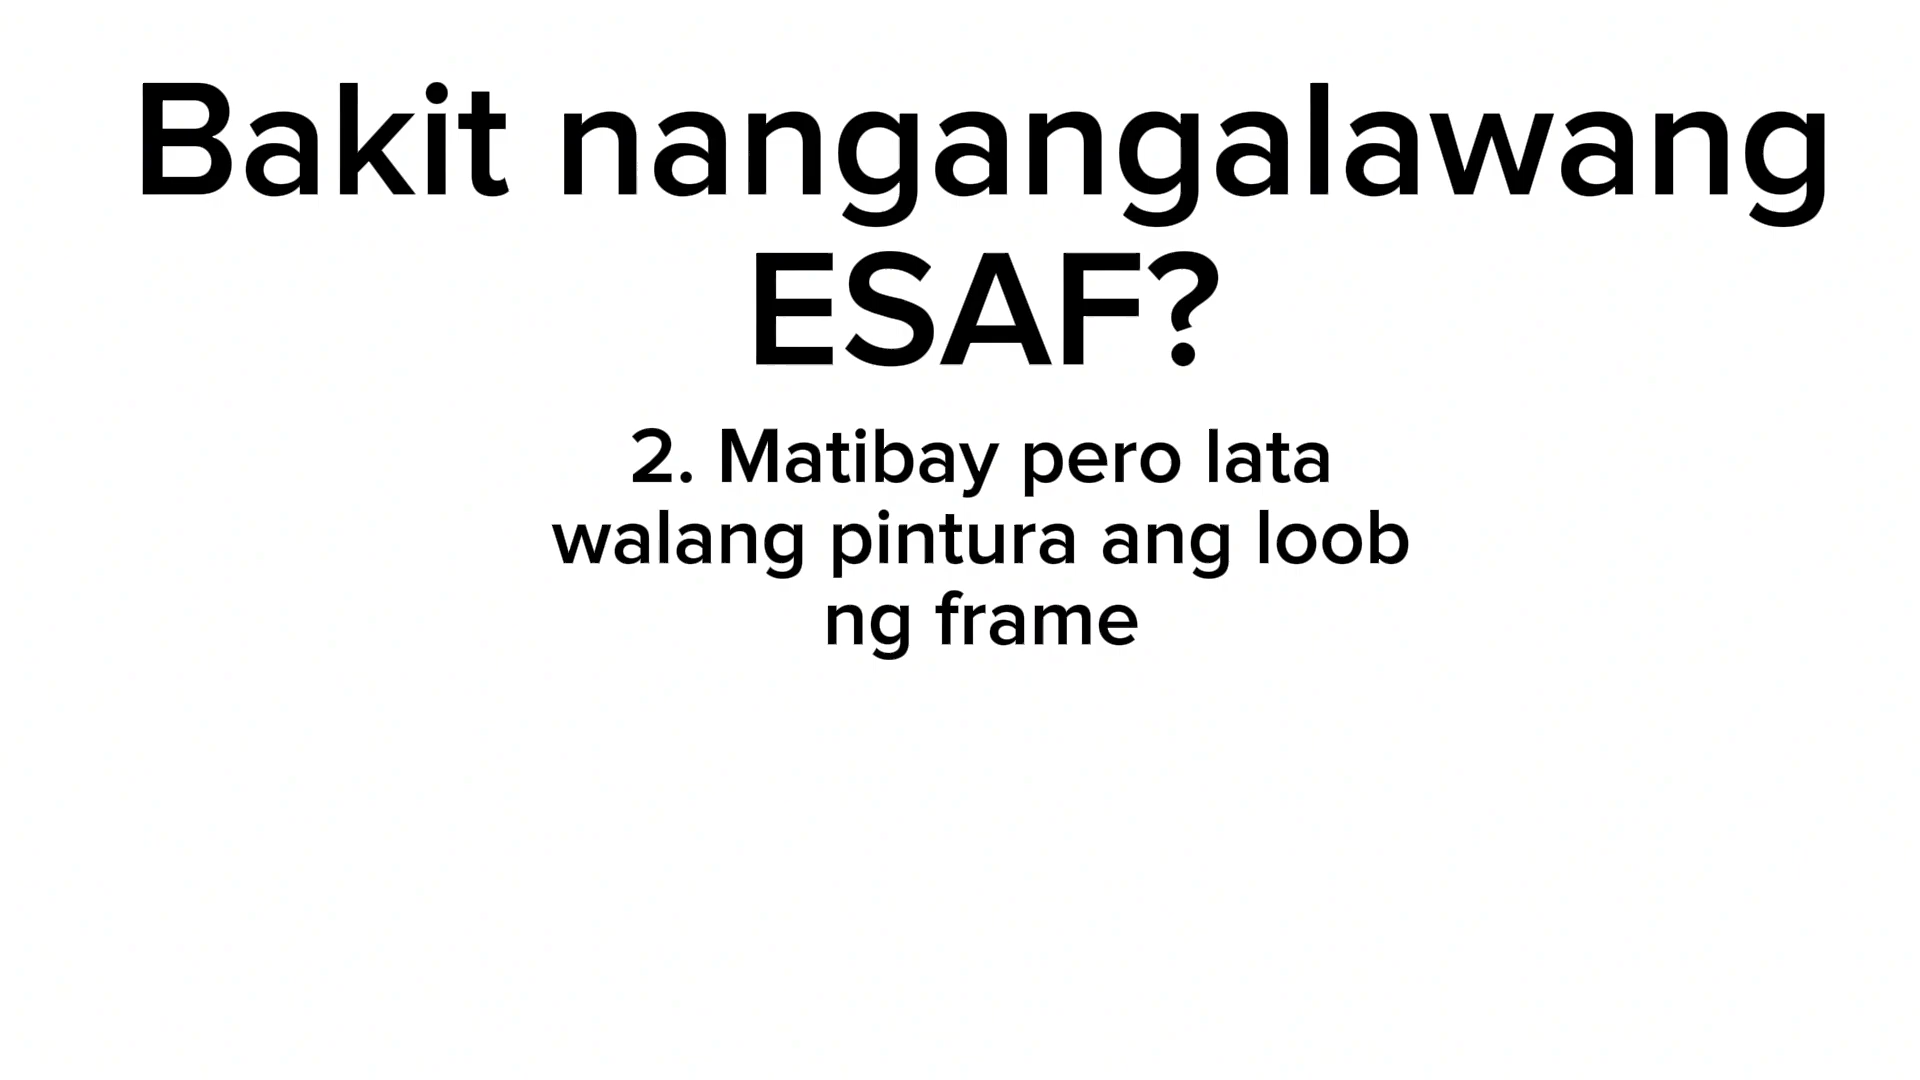 Bakit nangangalawang
ESAF?
2. Matibay pero lata
walang pintura ang loob
ng frame